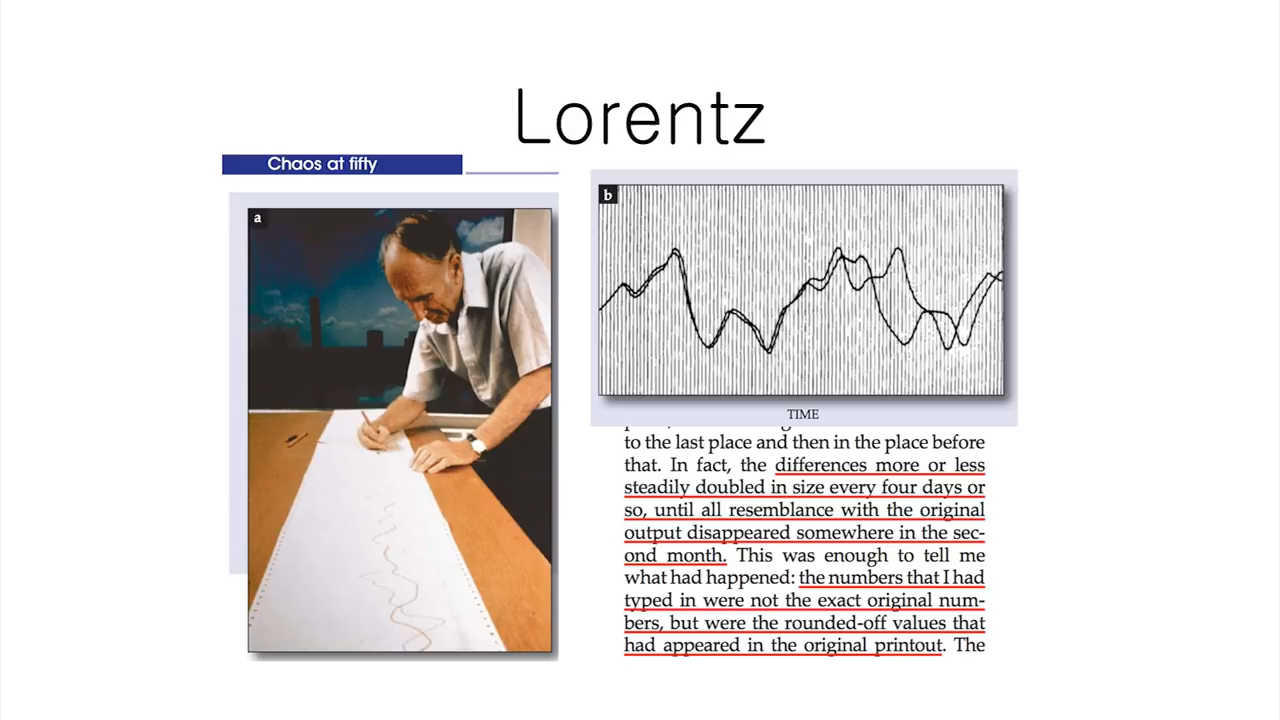 Lorentz
Chaos at fifty
a
b
TIME
to the last place and then in the place before
that. In fact, the differences more or less
steadily doubled in size every four days or
so, until all resemblance with the original
output disappeared somewhere in the sec-
ond month. This was enough to tell me
what had happened: the numbers that I had
typed in were not the exact original num-
bers, but were the rounded-off values that
had appeared in the original printout. The